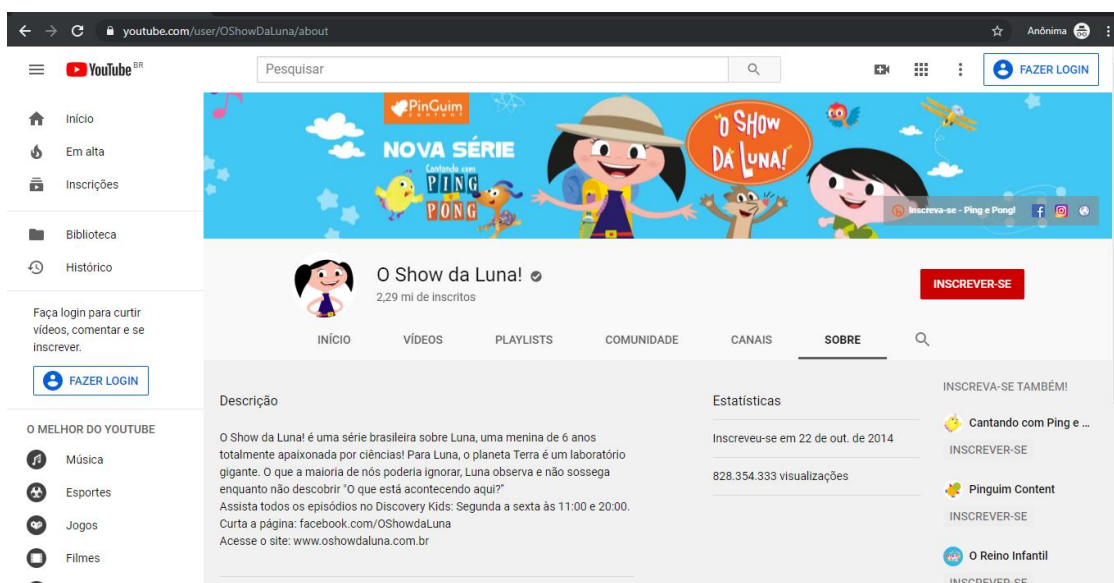 youtube.com/user/OShowDaLuna/about
Anônima
YouTube BR
Pesquisar
FAZER LOGIN
Início
Em alta
Inscrições
Biblioteca
Histórico
Faça login para curtir
vídeos, comentar e se
inscrever.
FAZER LOGIN
O MELHOR DO YOUTUBE
Música
Esportes
Jogos
Filmes
PinGuim
content
NOVA SÉRIE
Cantando com
PING
E
PONG
O SHOW
DA LUNA!
Inscreva-se - Ping e Pong!
O Show da Luna!
2,29 mi de inscritos
INSCREVER-SE
INÍCIO
VÍDEOS
PLAYLISTS
COMUNIDADE
CANAIS
SOBRE
Descrição
O Show da Luna! é uma série brasileira sobre Luna, uma menina de 6 anos
totalmente apaixonada por ciências! Para Luna, o planeta Terra é um laboratório
gigante. O que a maioria de nós poderia ignorar, Luna observa e não sossega
enquanto não descobrir "O que está acontecendo aqui?"
Assista todos os episódios no Discovery Kids: Segunda a sexta às 11:00 e 20:00.
Curta a página: facebook.com/OShowdaLuna
Acesse o site: www.oshowdaluna.com.br
Estatísticas
Inscreveu-se em 22 de out. de 2014
828.354.333 visualizações
INSCREVA-SE TAMBÉM!
Cantando com Ping e ...
INSCREVER-SE
Pinguim Content
INSCREVER-SE
O Reino Infantil
INSCREVER-SE